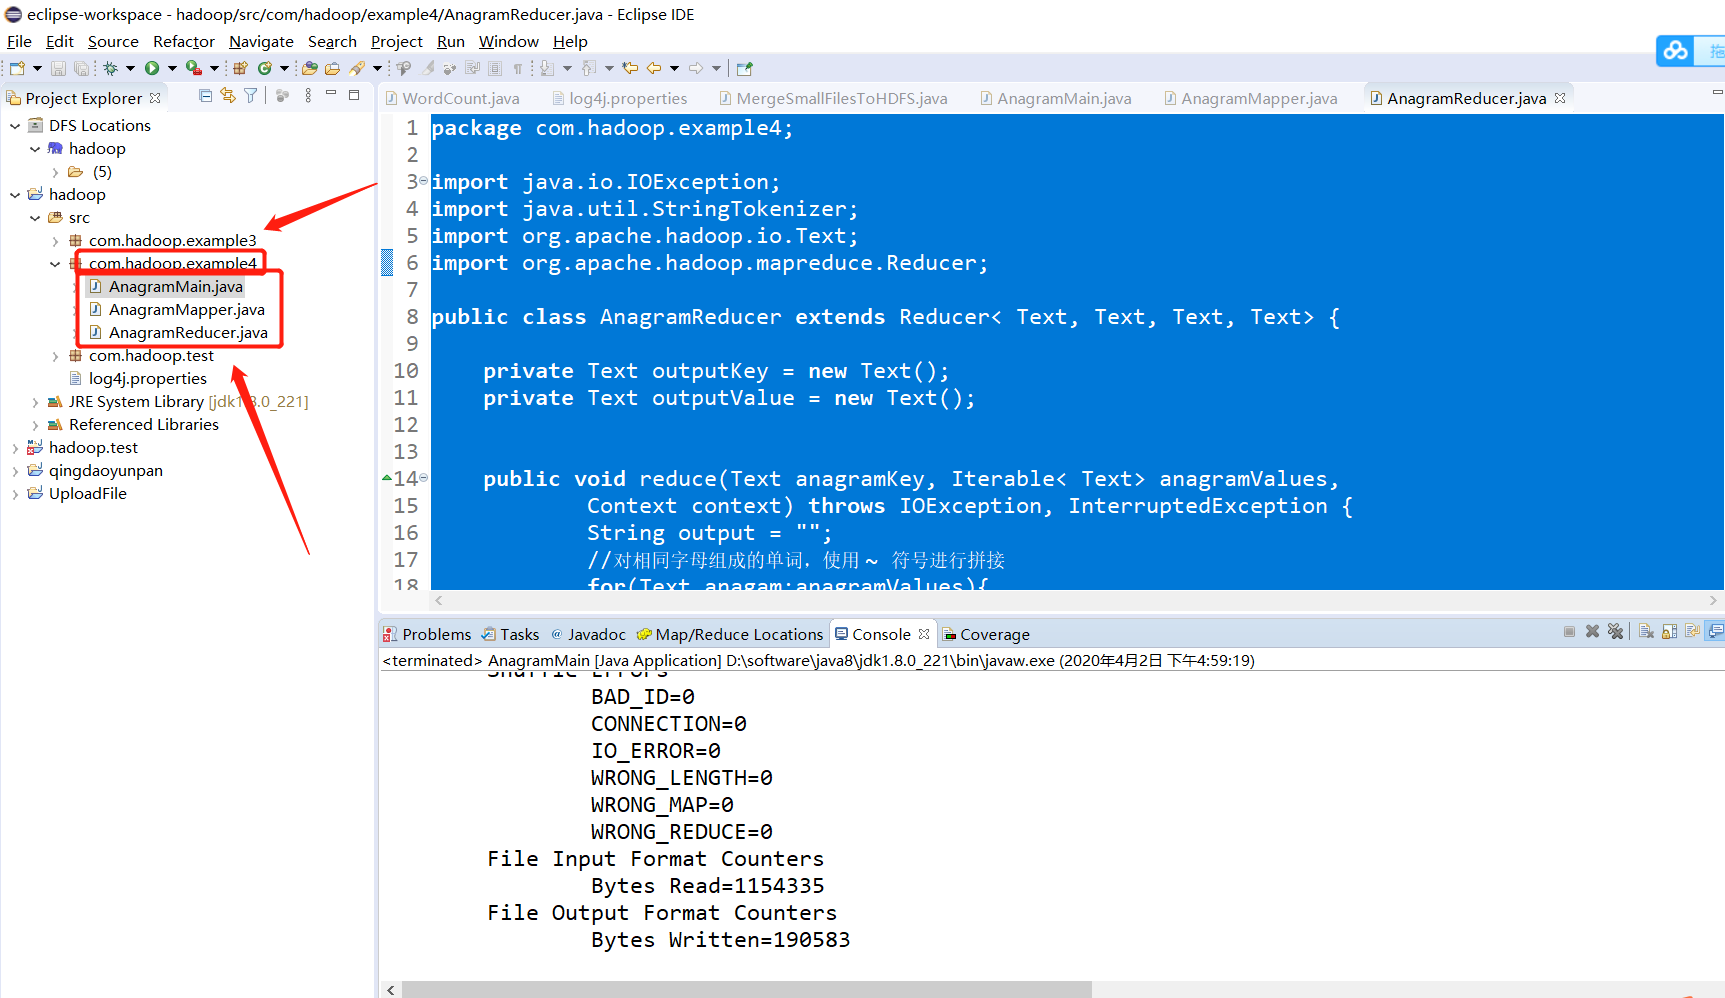 eclipse-workspace - hadoop/src/com/hadoop/example4/AnagramReducer.java - Eclipse IDE
File Edit Source Refactor Navigate Search Project Run Window Help
拖
Project Explorer
DFS Locations
hadoop
(5)
hadoop
src
com.hadoop.example3
com.hadoop.example4
AnagramMain.java
AnagramMapper.java
AnagramReducer.java
com.hadoop.test
log4j.properties
JRE System Library [jdk1.8.0_221]
Referenced Libraries
hadoop.test
qingdaoyunpan
UploadFile
WordCount.java log4j.properties MergeSmallFilesToHDFS.java AnagramMain.java AnagramMapper.java AnagramReducer.java
1 package com.hadoop.example4;
2
3 import java.io.IOException;
4 import java.util.StringTokenizer;
5 import org.apache.hadoop.io.Text;
6 import org.apache.hadoop.mapreduce.Reducer;
7
8 public class AnagramReducer extends Reducer< Text, Text, Text, Text> {
9
10 private Text outputKey = new Text();
11 private Text outputValue = new Text();
12
13
14 public void reduce(Text anagramKey, Iterable< Text> anagramValues,
15 Context context) throws IOException, InterruptedException {
16 String output = "";
17 //对相同字母组成的单词，使用 ~ 符号进行拼接
18 for(Text anagam:anagramValues){
Problems Tasks @ Javadoc Map/Reduce Locations Console Coverage
<terminated> AnagramMain [Java Application] D:\software\java8\jdk1.8.0_221\bin\javaw.exe (2020年4月2日 下午4:59:19)
Shuffle Errors
BAD_ID=0
CONNECTION=0
IO_ERROR=0
WRONG_LENGTH=0
WRONG_MAP=0
WRONG_REDUCE=0
File Input Format Counters
Bytes Read=1154335
File Output Format Counters
Bytes Written=190583